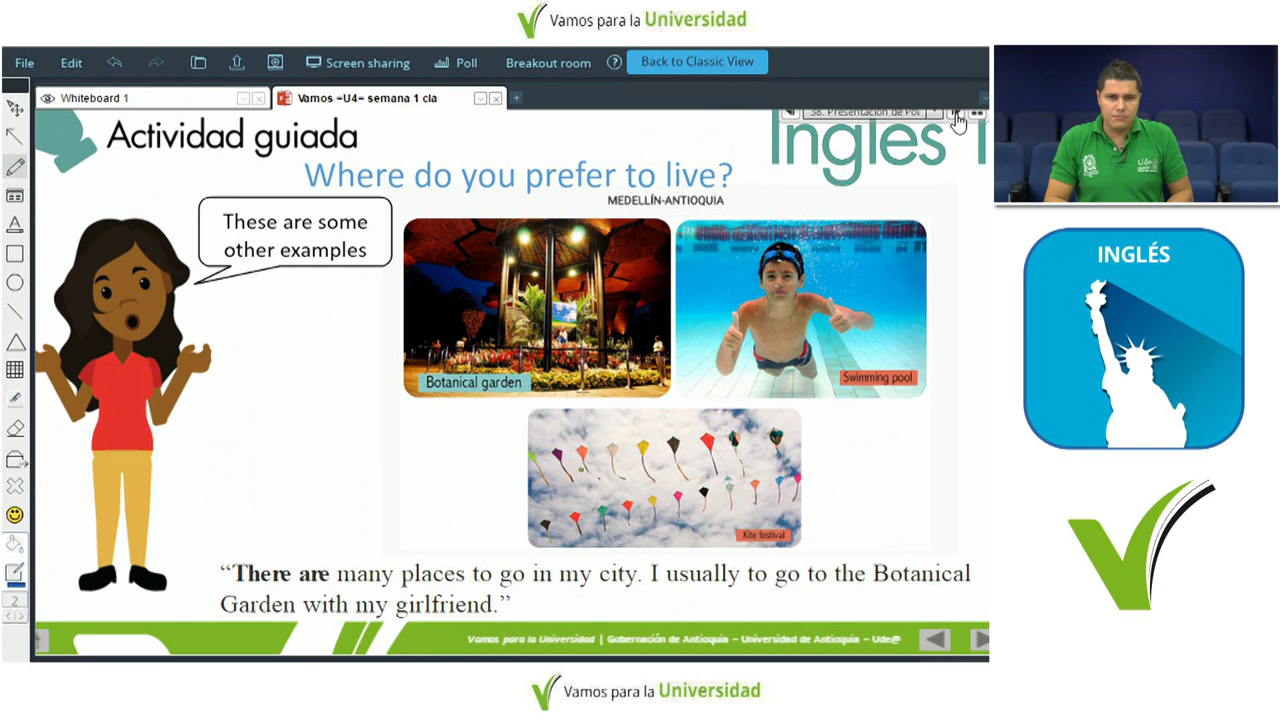 Vamos para la Universidad
File Edit Screen sharing Poll Breakout room ? Back to Classic View
Whiteboard 1 Vamos =U4= semana 1 cla
Actividad guiada
Ingles 1
Where do you prefer to live?
MEDELLÍN-ANTIOQUIA
These are some
other examples
Botanical garden
Swimming pool
Kite festival
“There are many places to go in my city. I usually to go to the Botanical
Garden with my girlfriend.”
2
Vamos para la Universidad | Gobernación de Antioquia – Universidad de Antioquia – Ude@
INGLÉS
Vamos para la Universidad